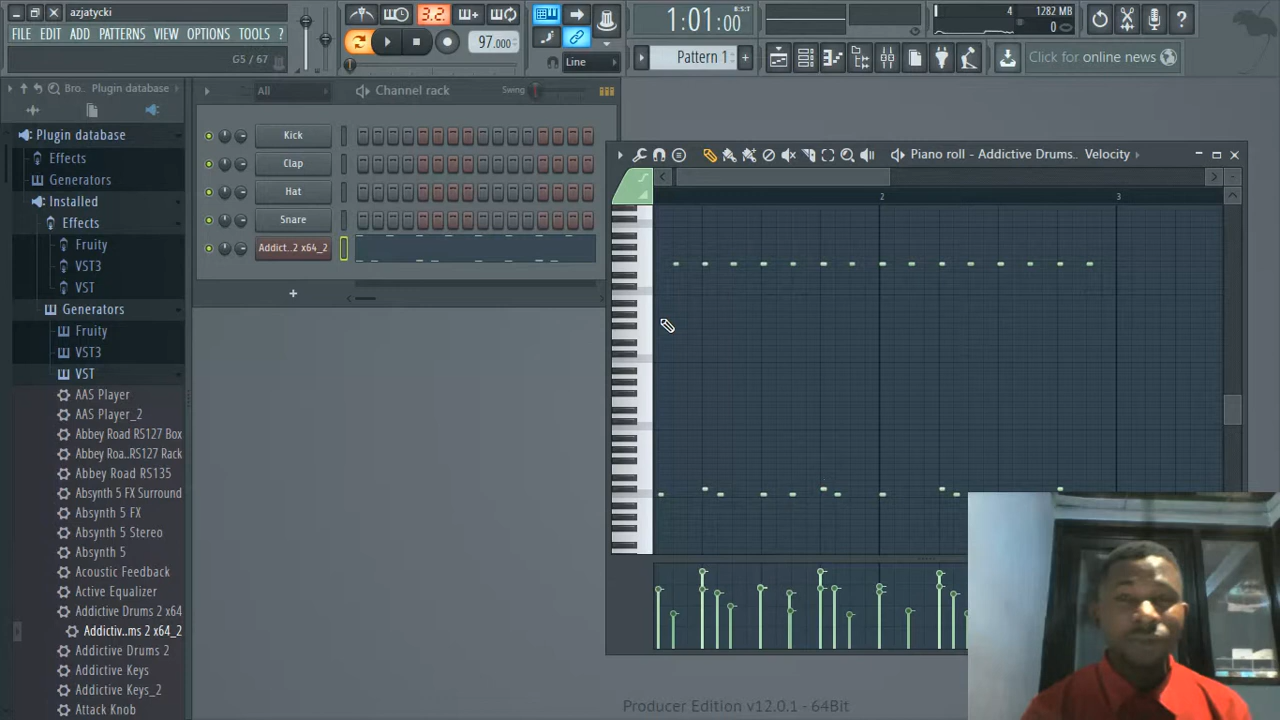 azjatycki
FILE EDIT ADD PATTERNS VIEW OPTIONS TOOLS ?
G5 / 67
3.2.
97.000
Line
1:01:00
B:S:T
Pattern 1
4
1282 MB
0
Click for online news
Bro..
Plugin database
Plugin database
Effects
Generators
Installed
Effects
Fruity
VST3
VST
Generators
Fruity
VST3
VST
AAS Player
AAS Player_2
Abbey Road RS127 Box
Abbey Roa..RS127 Rack
Abbey Road RS135
Absynth 5 FX Surround
Absynth 5 FX
Absynth 5 Stereo
Absynth 5
Acoustic Feedback
Active Equalizer
Addictive Drums 2 x64
Addictiv..ms 2 x64_2
Addictive Drums 2
Addictive Keys
Addictive Keys_2
Attack Knob
All
Channel rack
Swing
Kick
Clap
Hat
Snare
Addict..2 x64_2
+
Piano roll - Addictive Drums..
Velocity
2
3
Producer Edition v12.0.1 - 64Bit